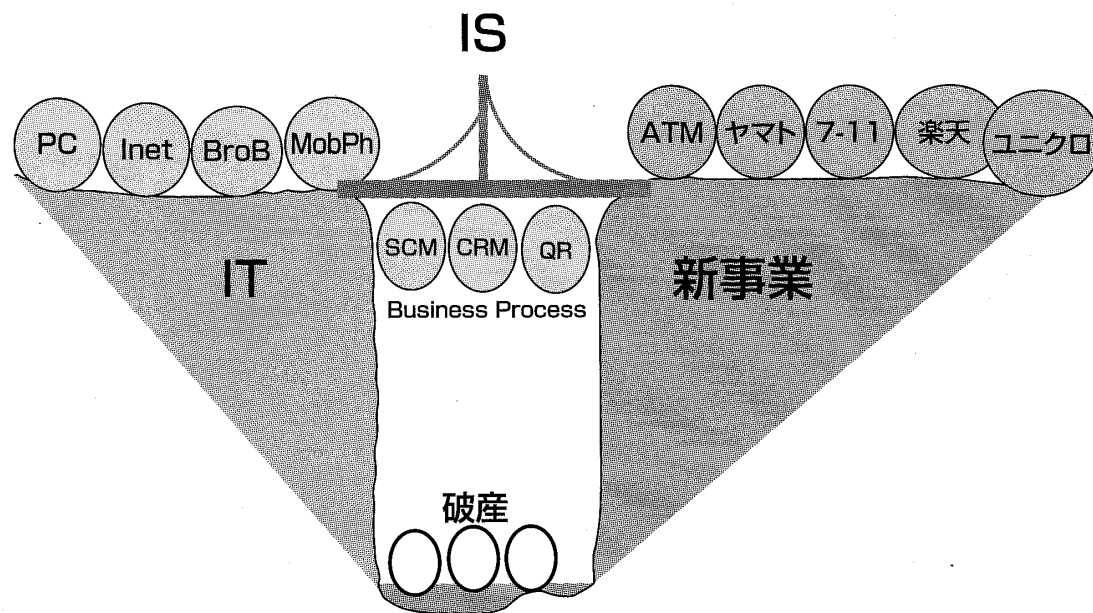 IS
PC
Inet
BroB
MobPh
ATM
ヤマト
7-11
楽天
ユニクロ
SCM
CRM
QR
Business Process
IT
新事業
破産